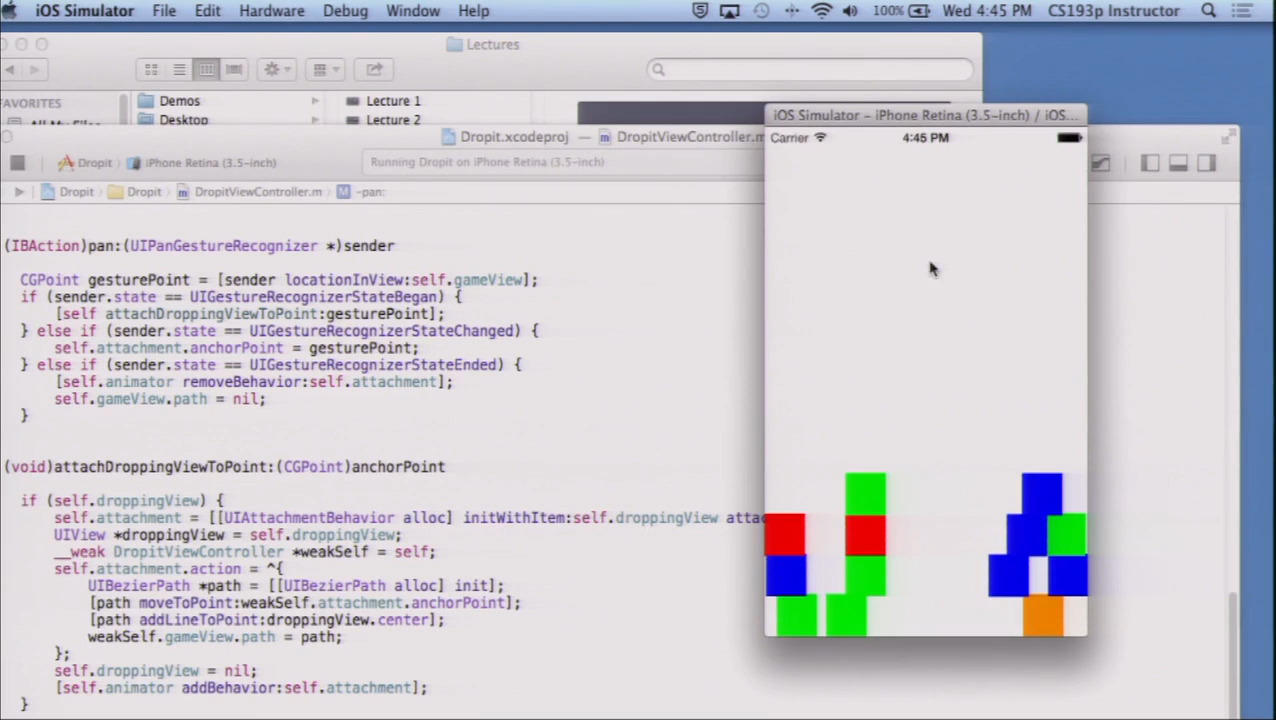 iOS Simulator File Edit Hardware Debug Window Help 5 100% Wed 4:45 PM CS193p Instructor
Lectures
FAVORITES
Demos
Lecture 1
All My Files
Desktop
Lecture 2
iOS Simulator – iPhone Retina (3.5-inch) / iOS...
Carrier 4:45 PM
Dropit.xcodeproj — DropitViewController.m
Dropit iPhone Retina (3.5-inch) Running Dropit on iPhone Retina (3.5-inch)
Dropit Dropit DropitViewController.m M -pan:
(IBAction)pan:(UIPanGestureRecognizer *)sender
CGPoint gesturePoint = [sender locationInView:self.gameView];
if (sender.state == UIGestureRecognizerStateBegan) {
[self attachDroppingViewToPoint:gesturePoint];
} else if (sender.state == UIGestureRecognizerStateChanged) {
self.attachment.anchorPoint = gesturePoint;
} else if (sender.state == UIGestureRecognizerStateEnded) {
[self.animator removeBehavior:self.attachment];
self.gameView.path = nil;
}
(void)attachDroppingViewToPoint:(CGPoint)anchorPoint
if (self.droppingView) {
self.attachment = [[UIAttachmentBehavior alloc] initWithItem:self.droppingView attac
UIView *droppingView = self.droppingView;
__weak DropitViewController *weakSelf = self;
self.attachment.action = ^{
UIBezierPath *path = [[UIBezierPath alloc] init];
[path moveToPoint:weakSelf.attachment.anchorPoint];
[path addLineToPoint:droppingView.center];
weakSelf.gameView.path = path;
};
self.droppingView = nil;
[self.animator addBehavior:self.attachment];
}